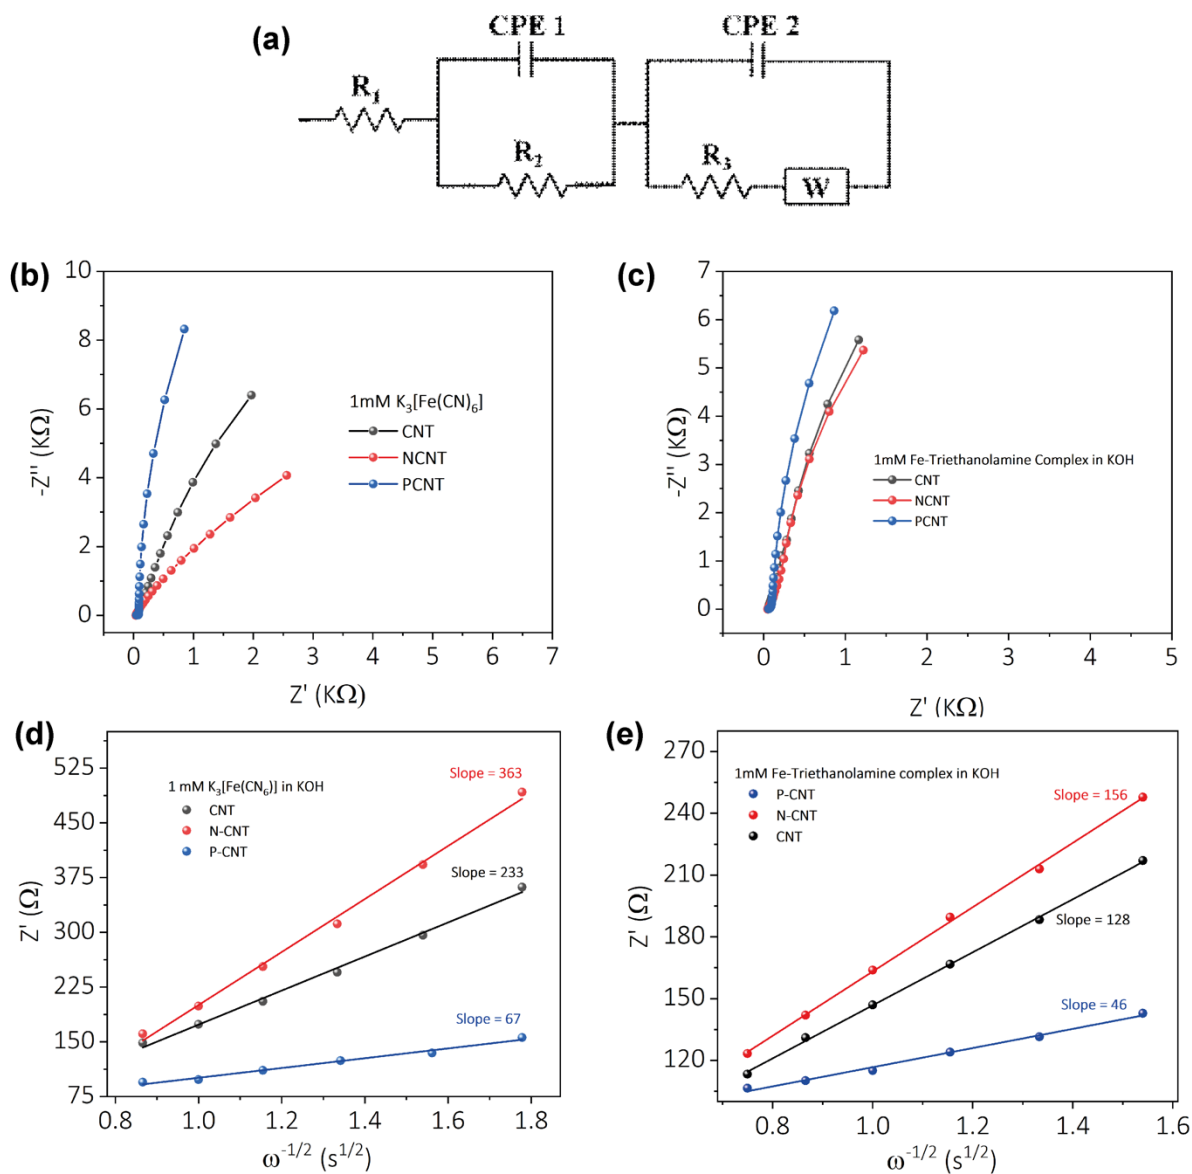 (a)
CPE 1
CPE 2
R₁
R₂
R₃
W
(b)
10
8
6
4
2
0
-Z'' (KΩ)
1mM K₃[Fe(CN)₆]
CNT
NCNT
PCNT
0 1 2 3 4 5 6 7
Z' (KΩ)
(c)
7
6
5
4
3
2
1
0
-Z'' (KΩ)
1mM Fe-Triethanolamine Complex in KOH
CNT
NCNT
PCNT
0 1 2 3 4 5
Z' (KΩ)
(d)
525
450
375
300
225
150
75
Z' (Ω)
1 mM K₃[Fe(CN₆)] in KOH
CNT
N-CNT
P-CNT
Slope = 363
Slope = 233
Slope = 67
0.8 1.0 1.2 1.4 1.6 1.8
ω⁻¹/² (s¹/²)
(e)
270
240
210
180
150
120
Z' (Ω)
1mM Fe-Triethanolamine complex in KOH
P-CNT
N-CNT
CNT
Slope = 156
Slope = 128
Slope = 46
0.8 1.0 1.2 1.4 1.6
ω⁻¹/² (s¹/²)